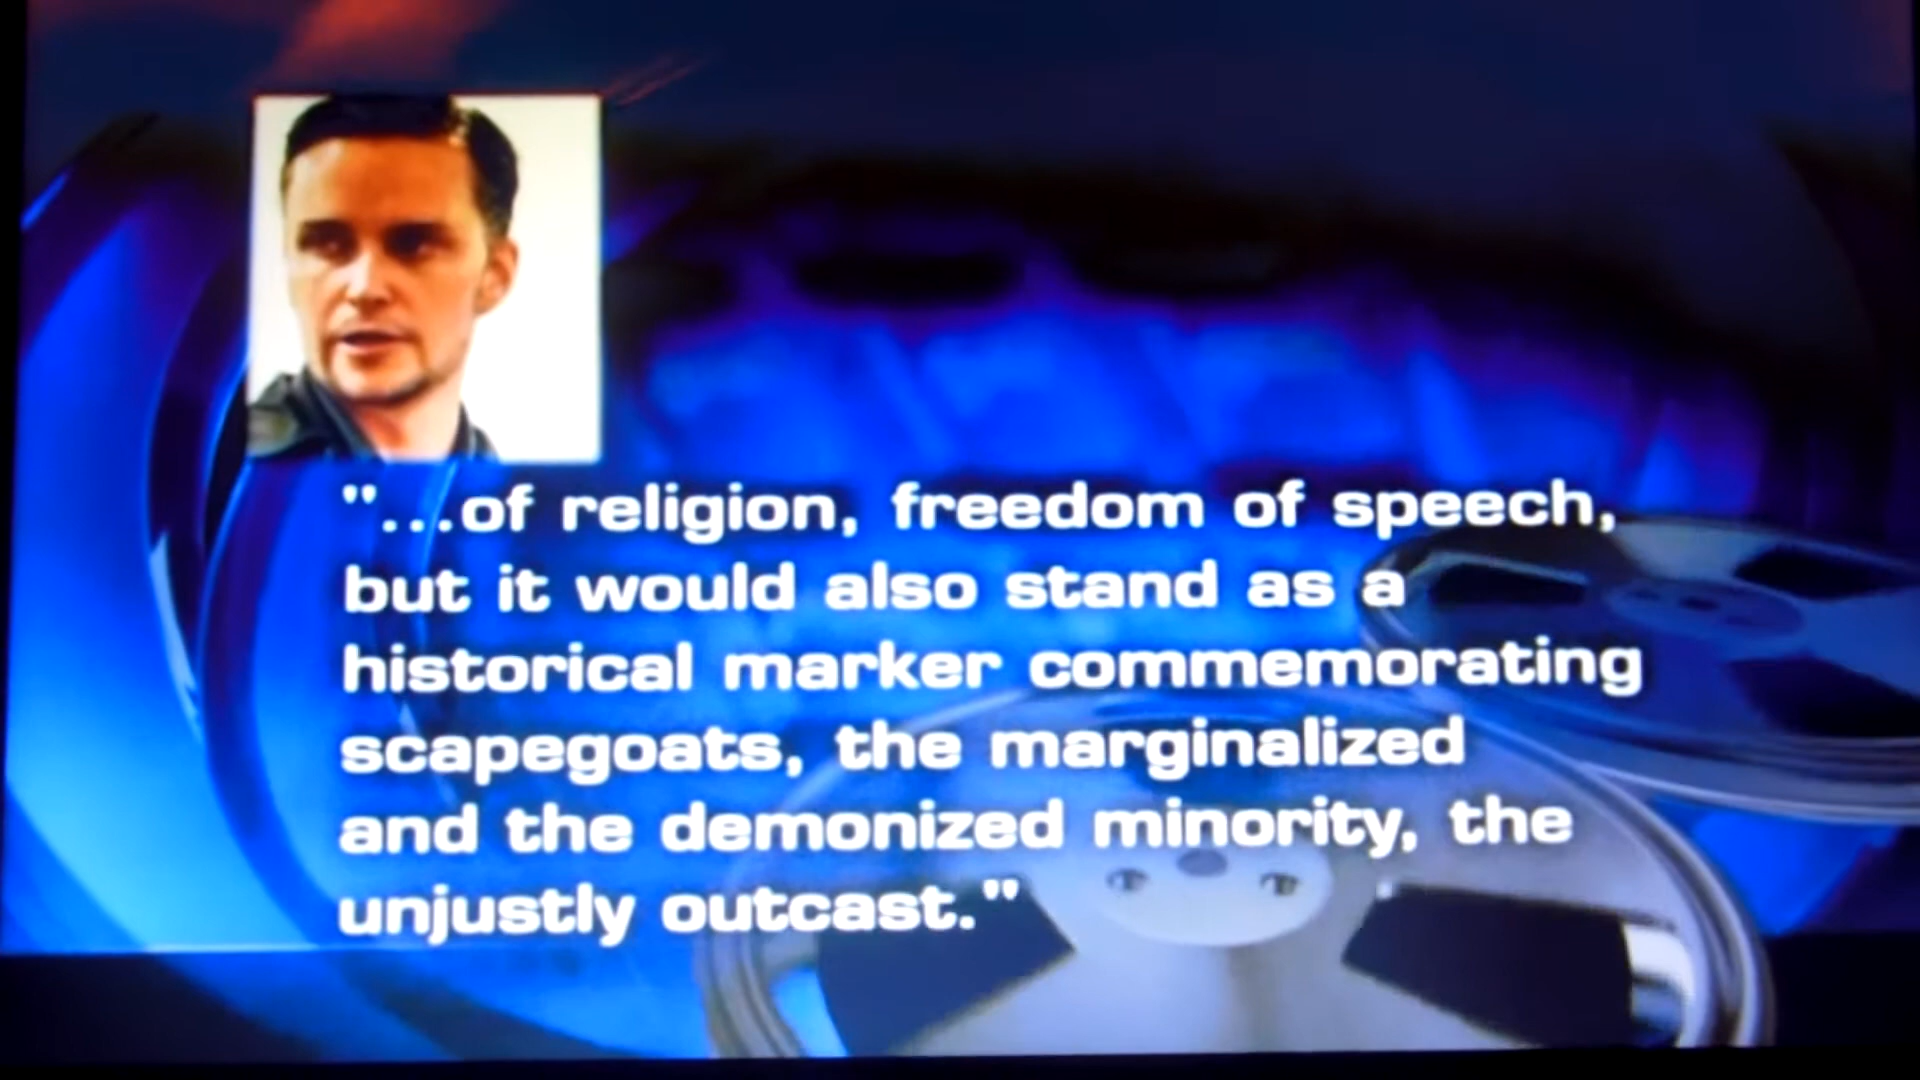 "...of religion, freedom of speech,
but it would also stand as a
historical marker commemorating
scapegoats, the marginalized
and the demonized minority, the
unjustly outcast."